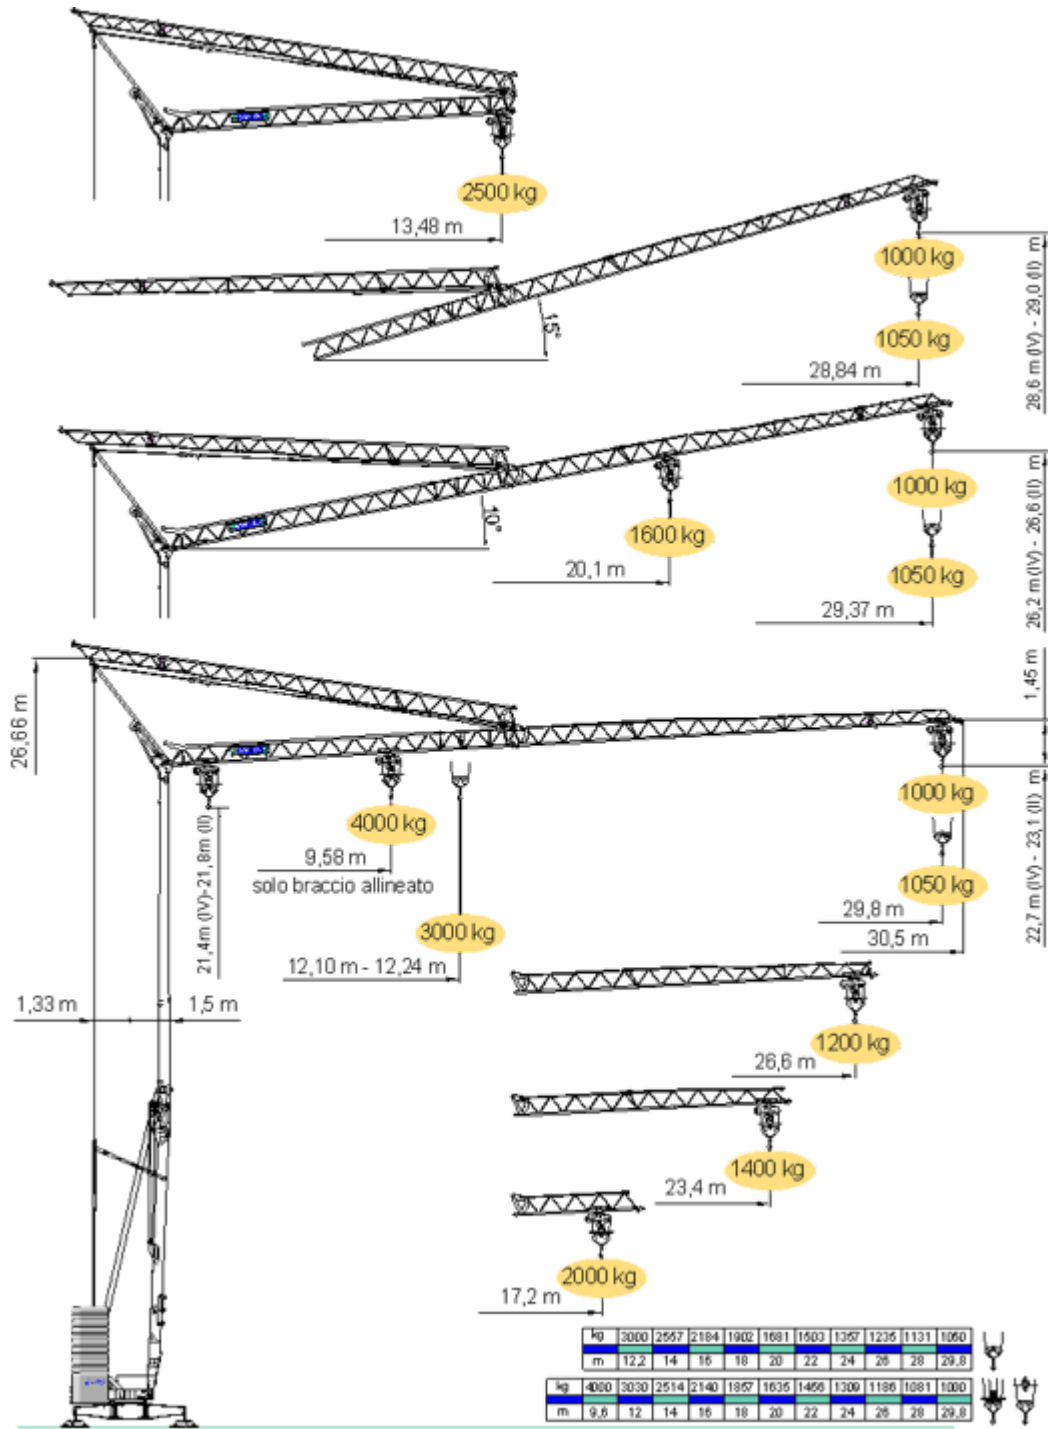 2500 kg
13,48 m
1000 kg
15°
1050 kg
28,84 m
28,6 m (IV) - 29,0 (II) m
1000 kg
10°
1600 kg
20,1 m
1050 kg
29,37 m
26,2 m (IV) - 26,6 (II) m
26,66 m
1,45 m
1000 kg
4000 kg
9,58 m
solo braccio allineato
21,4m (IV)-21,8m (II)
1050 kg
29,8 m
30,5 m
22,7 m (IV) - 23,1 (II) m
3000 kg
12,10 m - 12,24 m
1,33 m 1,5 m
1200 kg
26,6 m
1400 kg
23,4 m
2000 kg
17,2 m
kg 3000 2557 2184 1902 1681 1503 1357 1235 1131 1050
m 12,2 14 16 18 20 22 24 26 28 29,8
kg 4000 3030 2514 2140 1857 1635 1456 1309 1186 1081 1000
m 9,6 12 14 16 18 20 22 24 26 28 29,8